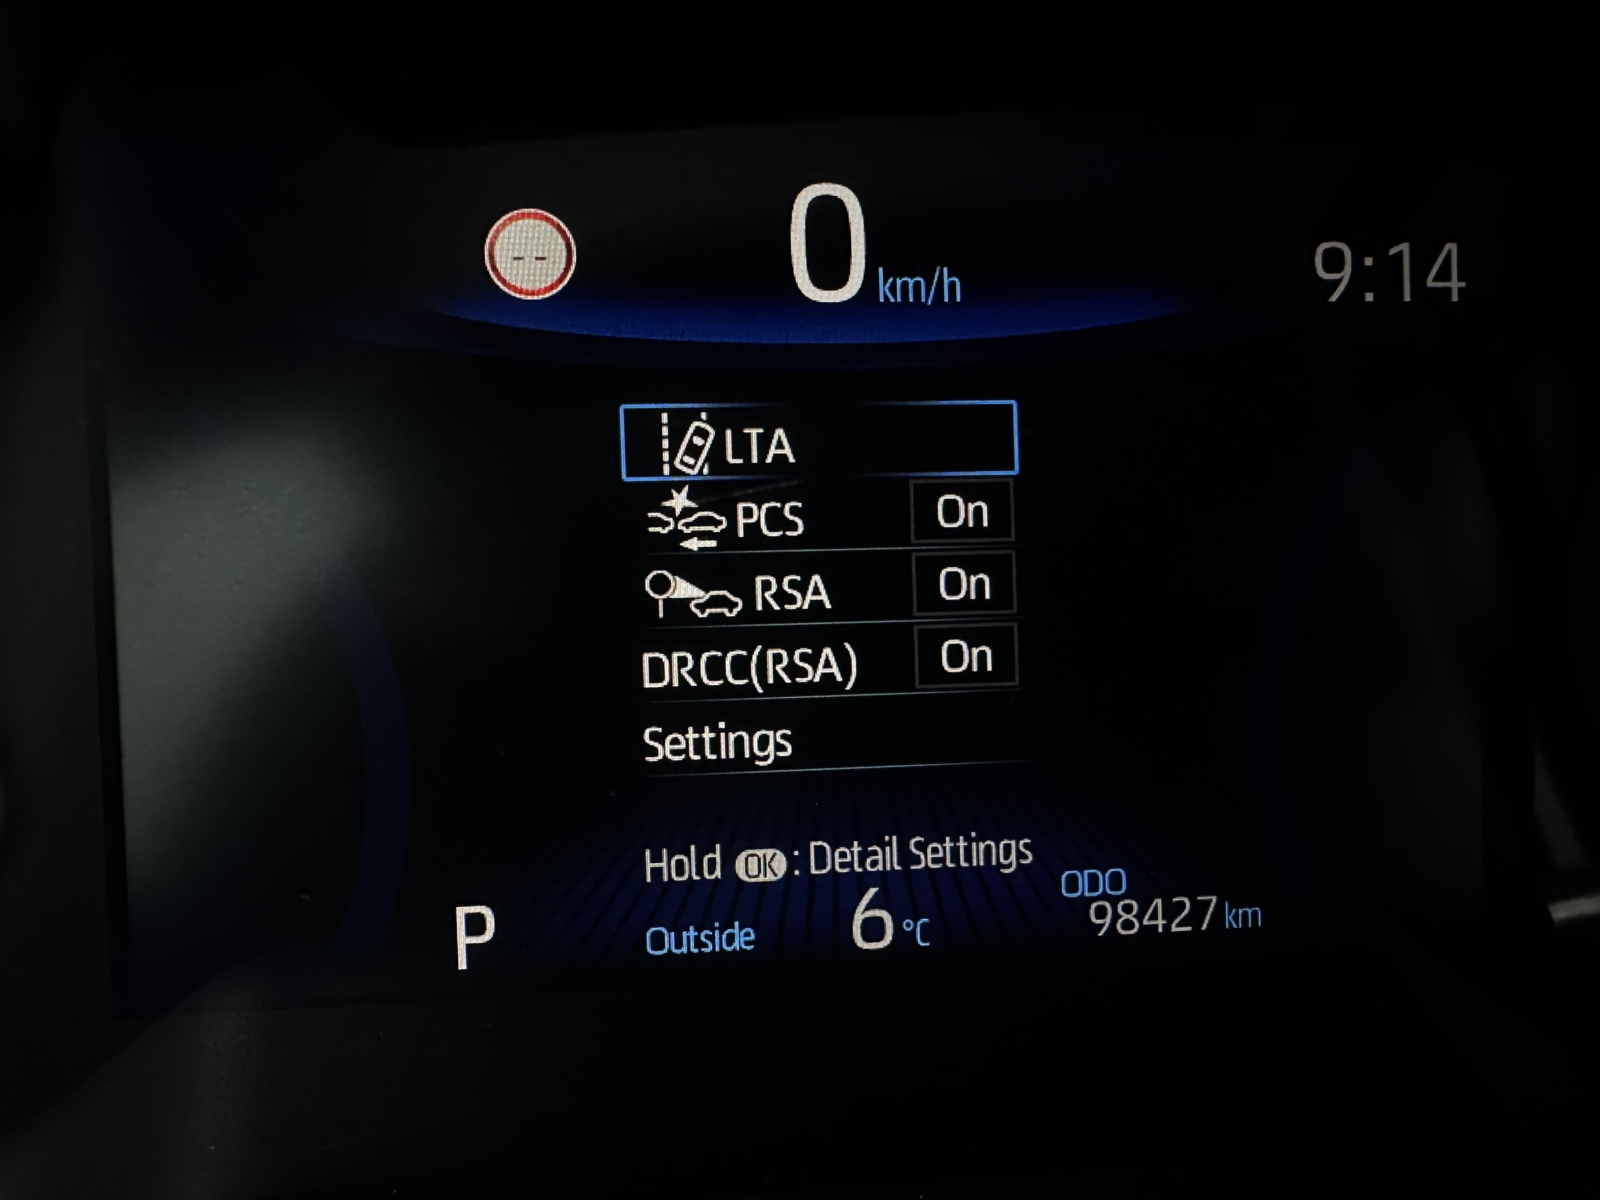 -- 0 km/h 9:14
LTA
PCS On
RSA On
DRCC(RSA) On
Settings
Hold OK : Detail Settings
P Outside 6 °C ODO
98427 km